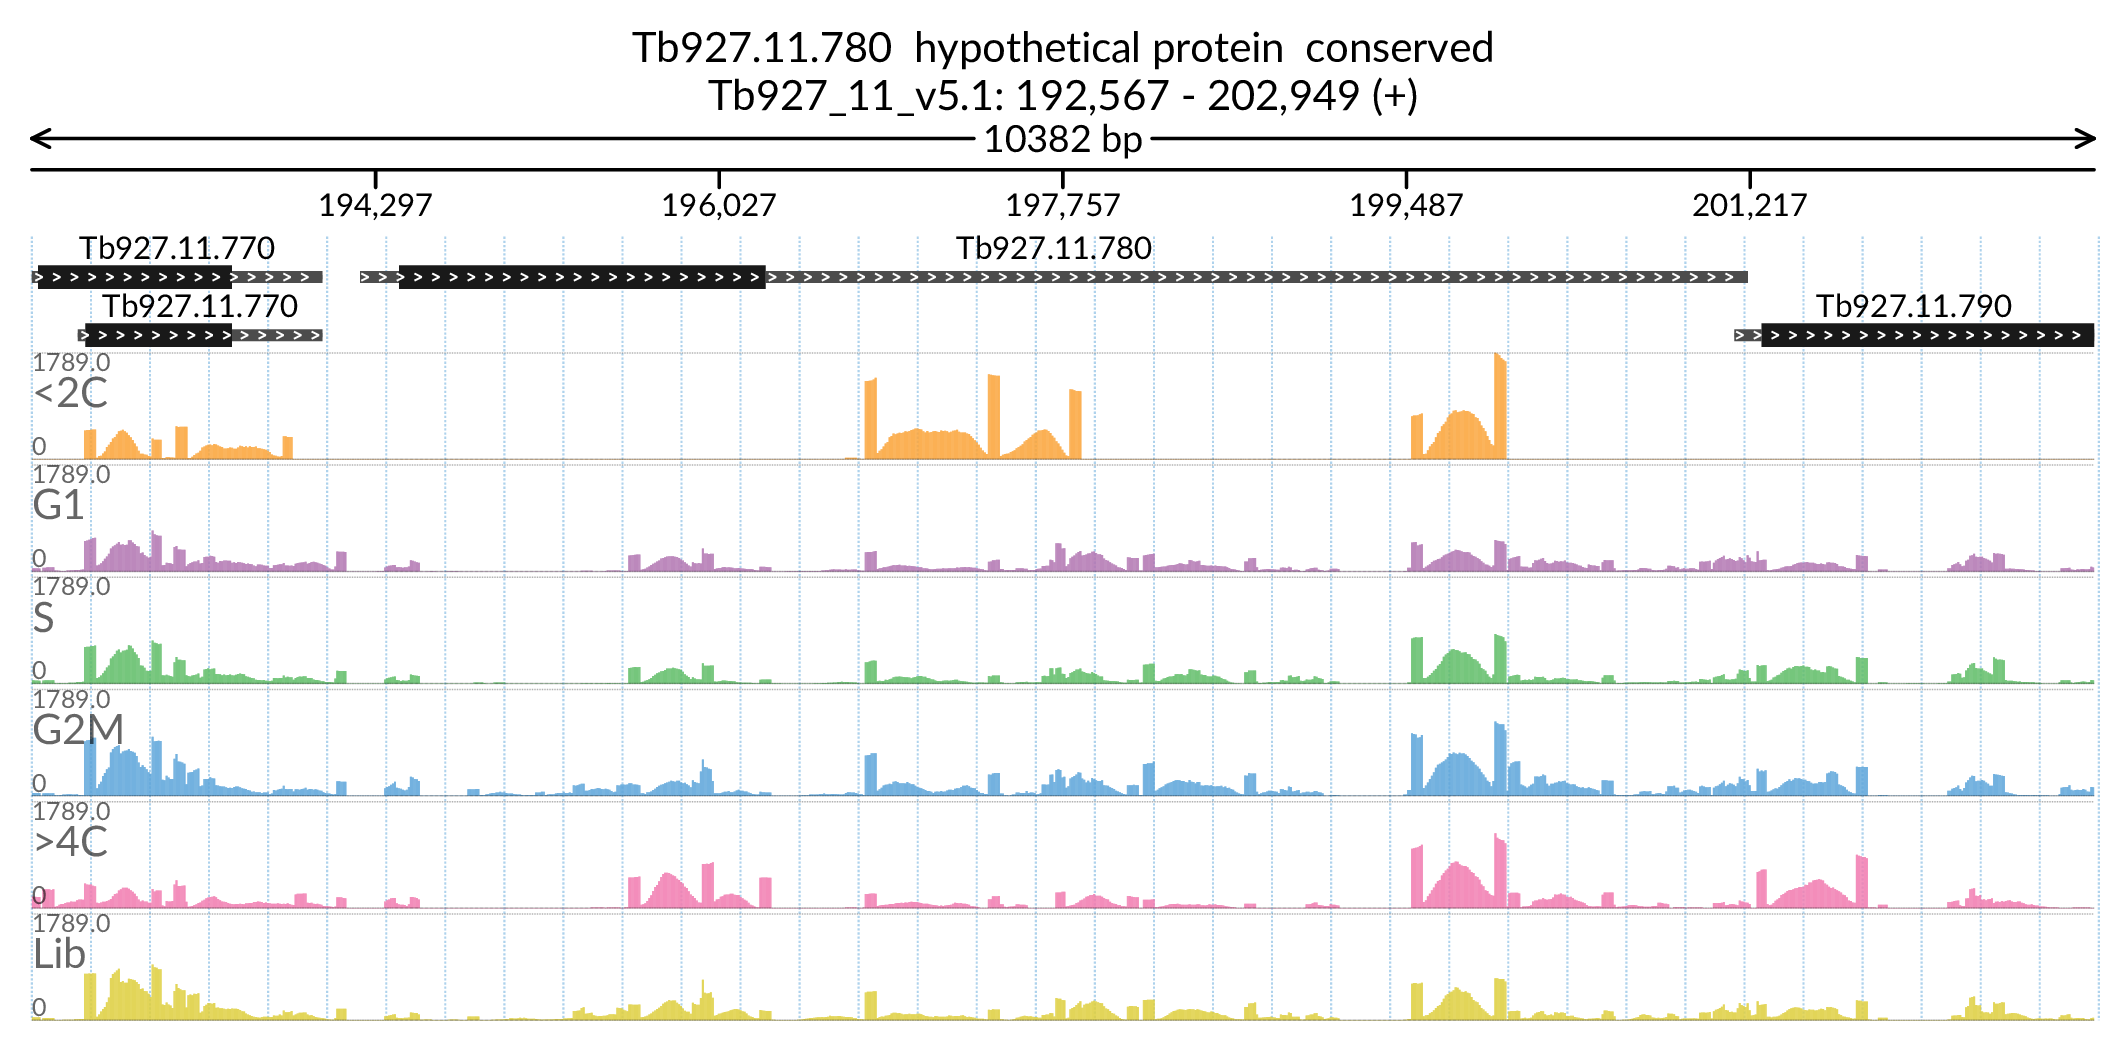 Tb927.11.780  hypothetical protein  conserved
Tb927_11_v5.1: 192,567 - 202,949 (+)
10382 bp
194,297 196,027 197,757 199,487 201,217
Tb927.11.770 Tb927.11.780
Tb927.11.770 Tb927.11.790
1789.0
<2C
0
1789.0
G1
0
1789.0
S
0
1789.0
G2M
0
1789.0
>4C
0
1789.0
Lib
0